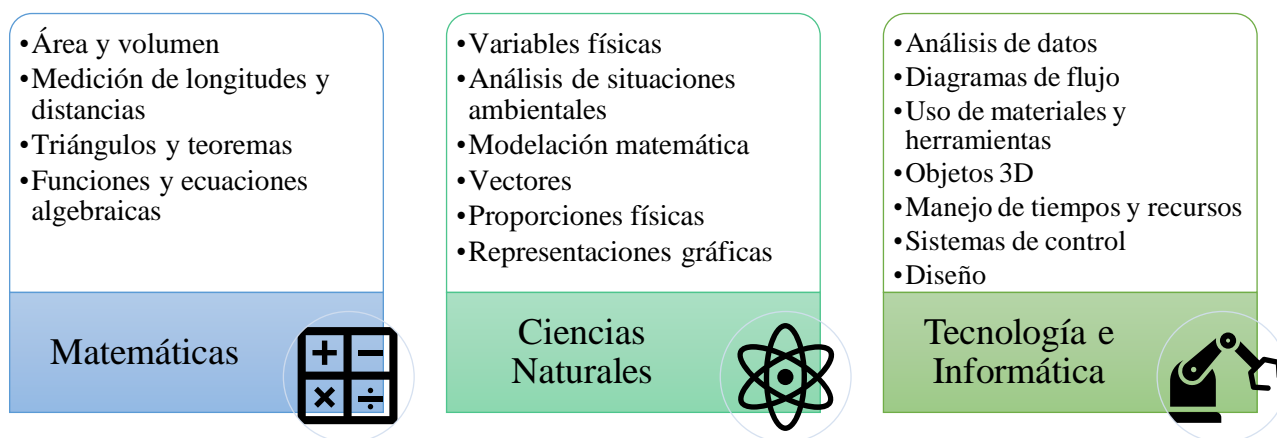 •Área y volumen
•Medición de longitudes y
distancias
•Triángulos y teoremas
•Funciones y ecuaciones
algebraicas
Matemáticas
•Variables físicas
•Análisis de situaciones
ambientales
•Modelación matemática
•Vectores
•Proporciones físicas
•Representaciones gráficas
Ciencias
Naturales
•Análisis de datos
•Diagramas de flujo
•Uso de materiales y
herramientas
•Objetos 3D
•Manejo de tiempos y recursos
•Sistemas de control
•Diseño
Tecnología e
Informática